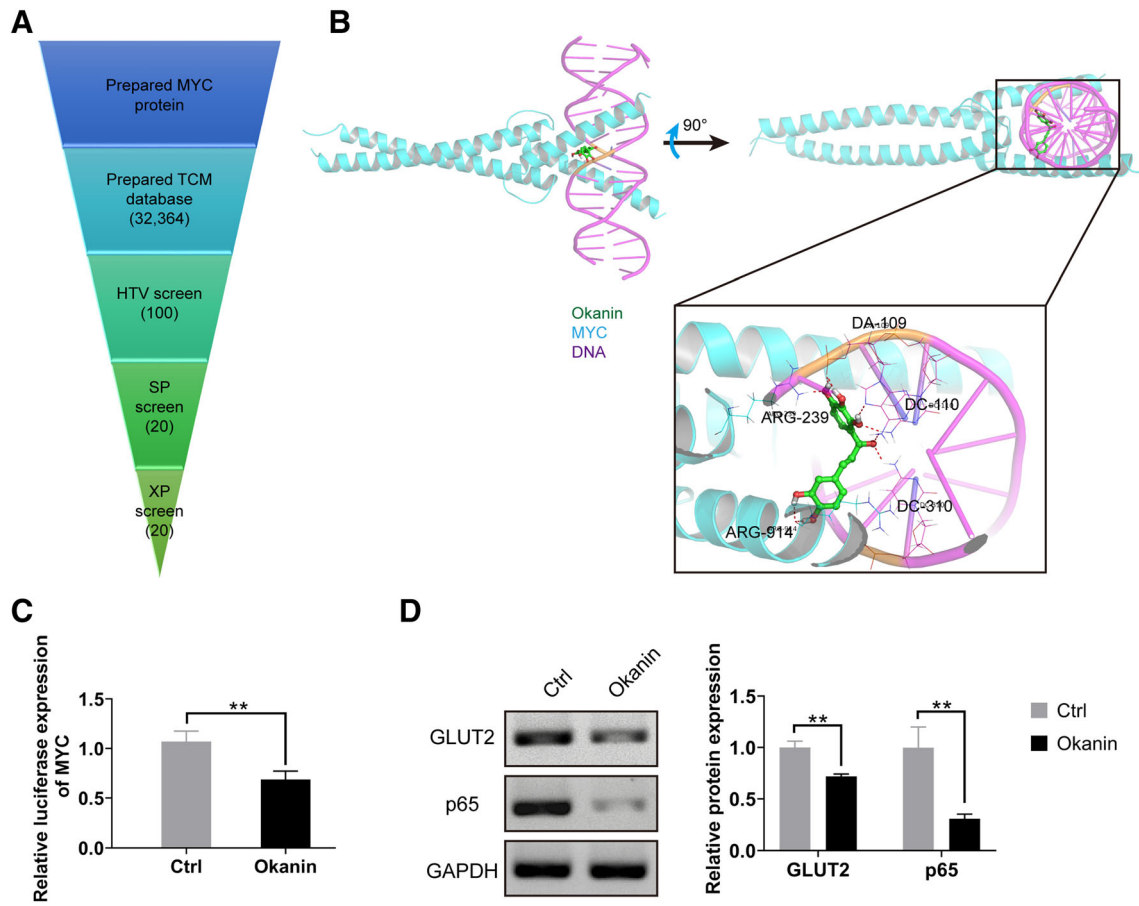 A
Prepared MYC
protein
Prepared TCM
database
(32,364)
HTV screen
(100)
SP
screen
(20)
XP
screen
(20)
B
90°
Okanin
MYC
DNA
DA-109
DC-110
ARG-239
DC-310
ARG-914
C
Relative luciferase expression
of MYC
1.5
1.0
0.5
0.0
**
Ctrl
Okanin
D
Ctrl
Okanin
GLUT2
p65
GAPDH
Relative protein expression
1.5
1.0
0.5
0.0
**
**
GLUT2
p65
Ctrl
Okanin